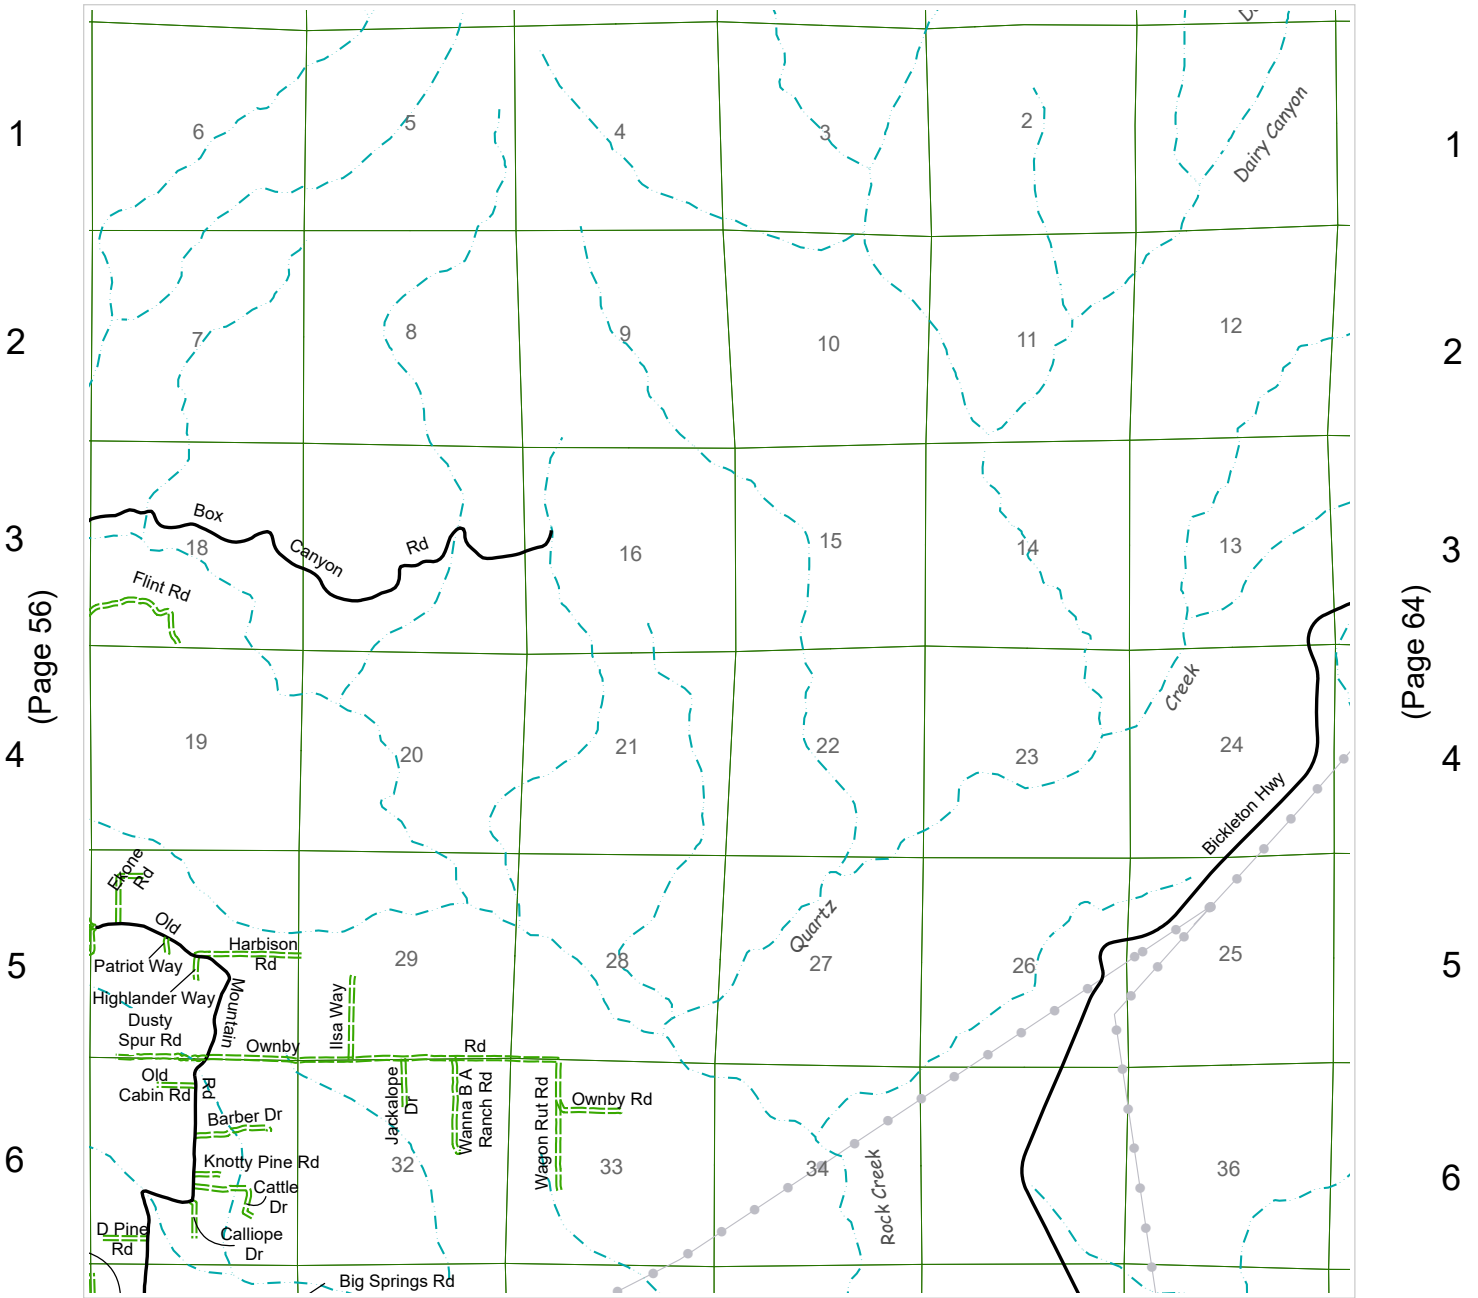 Dairy Canyon
1
6
5
4
3
2
1
2
7
8
9
10
11
12
2
3
Box
Canyon
Rd
18
16
15
14
13
3
Flint Rd
(Page 56)
(Page 64)
Creek
4
19
20
21
22
23
24
4
Bickleton Hwy
Ekone
Rd
Old
Patriot Way
Harbison
Rd
Highlander Way
Mountain
Rd
5
29
28
Quartz
27
26
25
5
Dusty
Spur Rd
Ilsa Way
Ownby
Rd
Old
Cabin Rd
Jackalope
Dr
Wanna B A
Ranch Rd
Wagon Rut Rd
Ownby Rd
Barber Dr
6
Knotty Pine Rd
32
33
34
Rock Creek
36
6
Cattle
Dr
D Pine
Rd
Calliope
Dr
Big Springs Rd